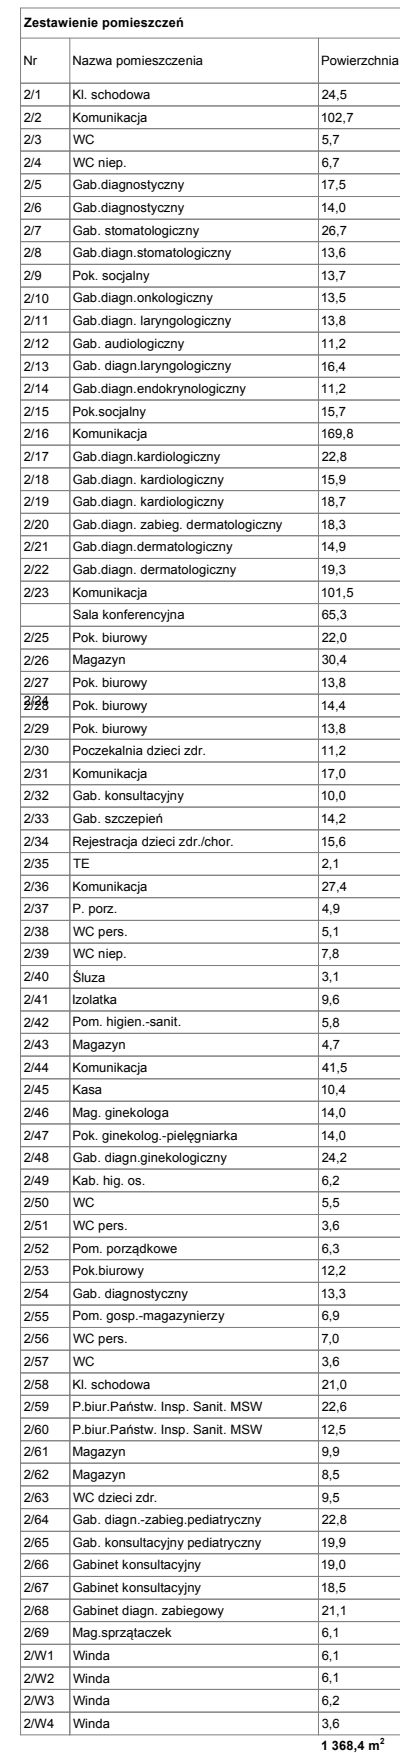 Zestawienie pomieszczeń
Nr Nazwa pomieszczenia Powierzchnia
2/1 Kl. schodowa 24,5
2/2 Komunikacja 102,7
2/3 WC 5,7
2/4 WC niep. 6,7
2/5 Gab.diagnostyczny 17,5
2/6 Gab.diagnostyczny 14,0
2/7 Gab. stomatologiczny 26,7
2/8 Gab.diagn.stomatologiczny 13,6
2/9 Pok. socjalny 13,7
2/10 Gab.diagn.onkologiczny 13,5
2/11 Gab.diagn. laryngologiczny 13,8
2/12 Gab. audiologiczny 11,2
2/13 Gab. diagn.laryngologiczny 16,4
2/14 Gab.diagn.endokrynologiczny 11,2
2/15 Pok.socjalny 15,7
2/16 Komunikacja 169,8
2/17 Gab.diagn.kardiologiczny 22,8
2/18 Gab.diagn. kardiologiczny 15,9
2/19 Gab.diagn. kardiologiczny 18,7
2/20 Gab.diagn. zabieg. dermatologiczny 18,3
2/21 Gab.diagn.dermatologiczny 14,9
2/22 Gab.diagn. dermatologiczny 19,3
2/23 Komunikacja 101,5
Sala konferencyjna 65,3
2/25 Pok. biurowy 22,0
2/26 Magazyn 30,4
2/27 Pok. biurowy 13,8
2/24
2/28 Pok. biurowy 14,4
2/29 Pok. biurowy 13,8
2/30 Poczekalnia dzieci zdr. 11,2
2/31 Komunikacja 17,0
2/32 Gab. konsultacyjny 10,0
2/33 Gab. szczepień 14,2
2/34 Rejestracja dzieci zdr./chor. 15,6
2/35 TE 2,1
2/36 Komunikacja 27,4
2/37 P. porz. 4,9
2/38 WC pers. 5,1
2/39 WC niep. 7,8
2/40 Śluza 3,1
2/41 Izolatka 9,6
2/42 Pom. higien.-sanit. 5,8
2/43 Magazyn 4,7
2/44 Komunikacja 41,5
2/45 Kasa 10,4
2/46 Mag. ginekologa 14,0
2/47 Pok. ginekolog.-pielęgniarka 14,0
2/48 Gab. diagn.ginekologiczny 24,2
2/49 Kab. hig. os. 6,2
2/50 WC 5,5
2/51 WC pers. 3,6
2/52 Pom. porządkowe 6,3
2/53 Pok.biurowy 12,2
2/54 Gab. diagnostyczny 13,3
2/55 Pom. gosp.-magazynierzy 6,9
2/56 WC pers. 7,0
2/57 WC 3,6
2/58 Kl. schodowa 21,0
2/59 P.biur.Państw. Insp. Sanit. MSW 22,6
2/60 P.biur.Państw. Insp. Sanit. MSW 12,5
2/61 Magazyn 9,9
2/62 Magazyn 8,5
2/63 WC dzieci zdr. 9,5
2/64 Gab. diagn.-zabieg.pediatryczny 22,8
2/65 Gab. konsultacyjny pediatryczny 19,9
2/66 Gabinet konsultacyjny 19,0
2/67 Gabinet konsultacyjny 18,5
2/68 Gabinet diagn. zabiegowy 21,1
2/69 Mag.sprzątaczek 6,1
2/W1 Winda 6,1
2/W2 Winda 6,1
2/W3 Winda 6,2
2/W4 Winda 3,6
1 368,4 m²